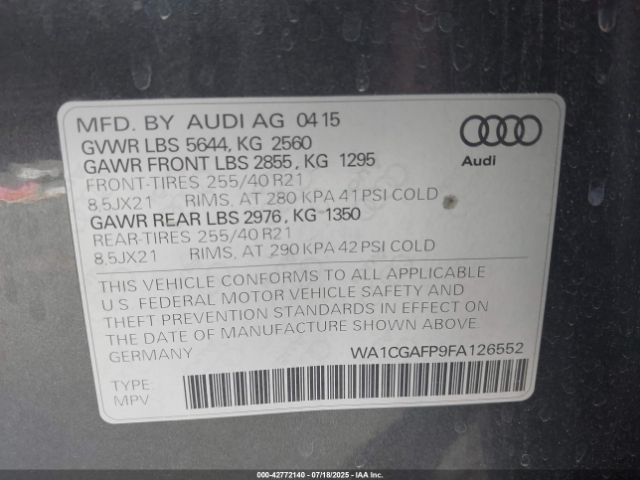 MFD. BY AUDI AG 04 15
GVWR LBS 5644, KG 2560
GAWR FRONT LBS 2855, KG 1295
FRONT-TIRES 255/40 R21
8,5JX21 RIMS, AT 280 KPA 41 PSI COLD
GAWR REAR LBS 2976, KG 1350
REAR-TIRES 255/40 R21
8,5JX21 RIMS, AT 290 KPA 42 PSI COLD
Audi
THIS VEHICLE CONFORMS TO ALL APPLICABLE
U.S. FEDERAL MOTOR VEHICLE SAFETY AND
THEFT PREVENTION STANDARDS IN EFFECT ON
THE DATE OF MANUFACTURE SHOWN ABOVE.
GERMANY WA1CGAFP9FA126552
TYPE:
MPV
000-42772140 - 07/18/2025 - IAAI, Inc.